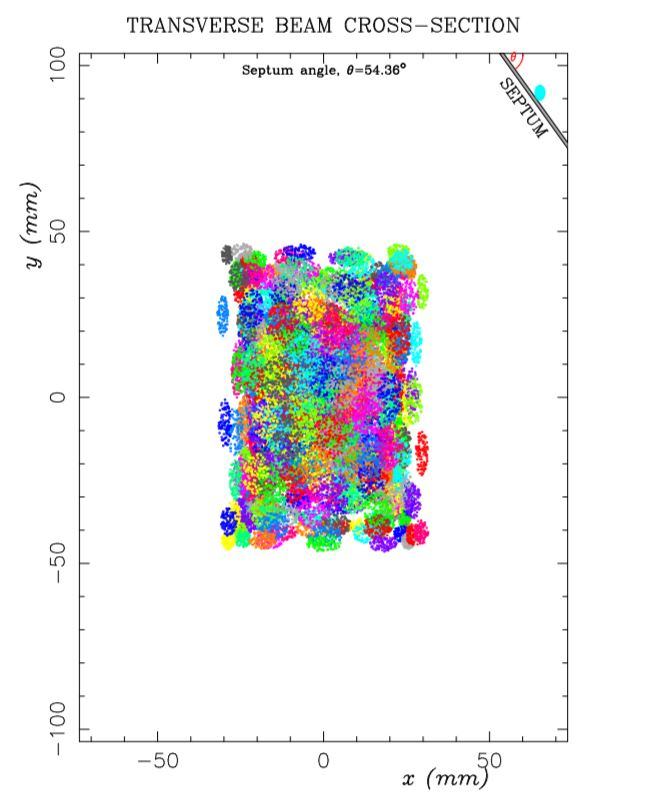 TRANSVERSE BEAM CROSS-SECTION
Septum angle, θ=54.36°
θ
SEPTUM
100
50
0
-50
-100
y (mm)
-50 0 50
x (mm)